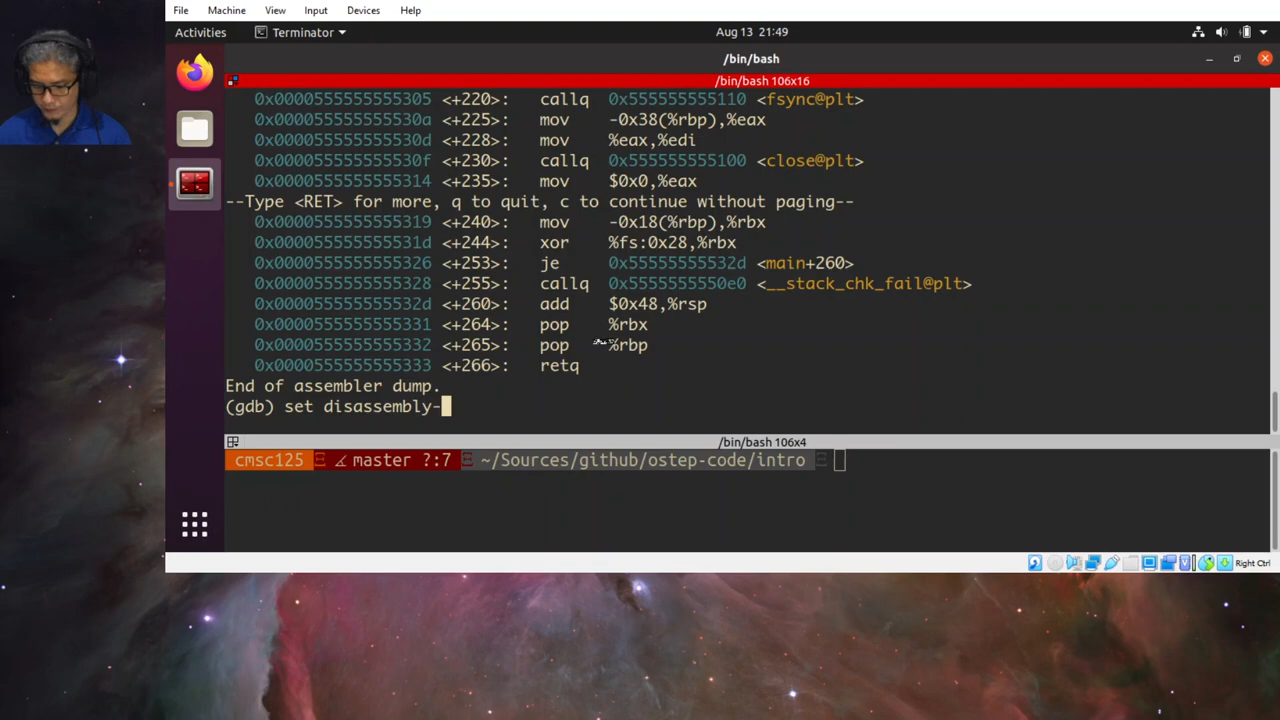 File Machine View Input Devices Help
Activities Terminator Aug 13 21:49
/bin/bash
/bin/bash 106x16
0x0000555555555305 <+220>: callq 0x555555555110 <fsync@plt>
0x000055555555530a <+225>: mov -0x38(%rbp),%eax
0x000055555555530d <+228>: mov %eax,%edi
0x000055555555530f <+230>: callq 0x555555555100 <close@plt>
0x0000555555555314 <+235>: mov $0x0,%eax
--Type <RET> for more, q to quit, c to continue without paging--
0x0000555555555319 <+240>: mov -0x18(%rbp),%rbx
0x000055555555531d <+244>: xor %fs:0x28,%rbx
0x0000555555555326 <+253>: je 0x55555555532d <main+260>
0x0000555555555328 <+255>: callq 0x5555555550e0 <__stack_chk_fail@plt>
0x000055555555532d <+260>: add $0x48,%rsp
0x0000555555555331 <+264>: pop %rbx
0x0000555555555332 <+265>: pop %rbp
0x0000555555555333 <+266>: retq
End of assembler dump.
(gdb) set disassembly-
/bin/bash 106x4
cmsc125 master ?:7 ~/Sources/github/ostep-code/intro
Right Ctrl